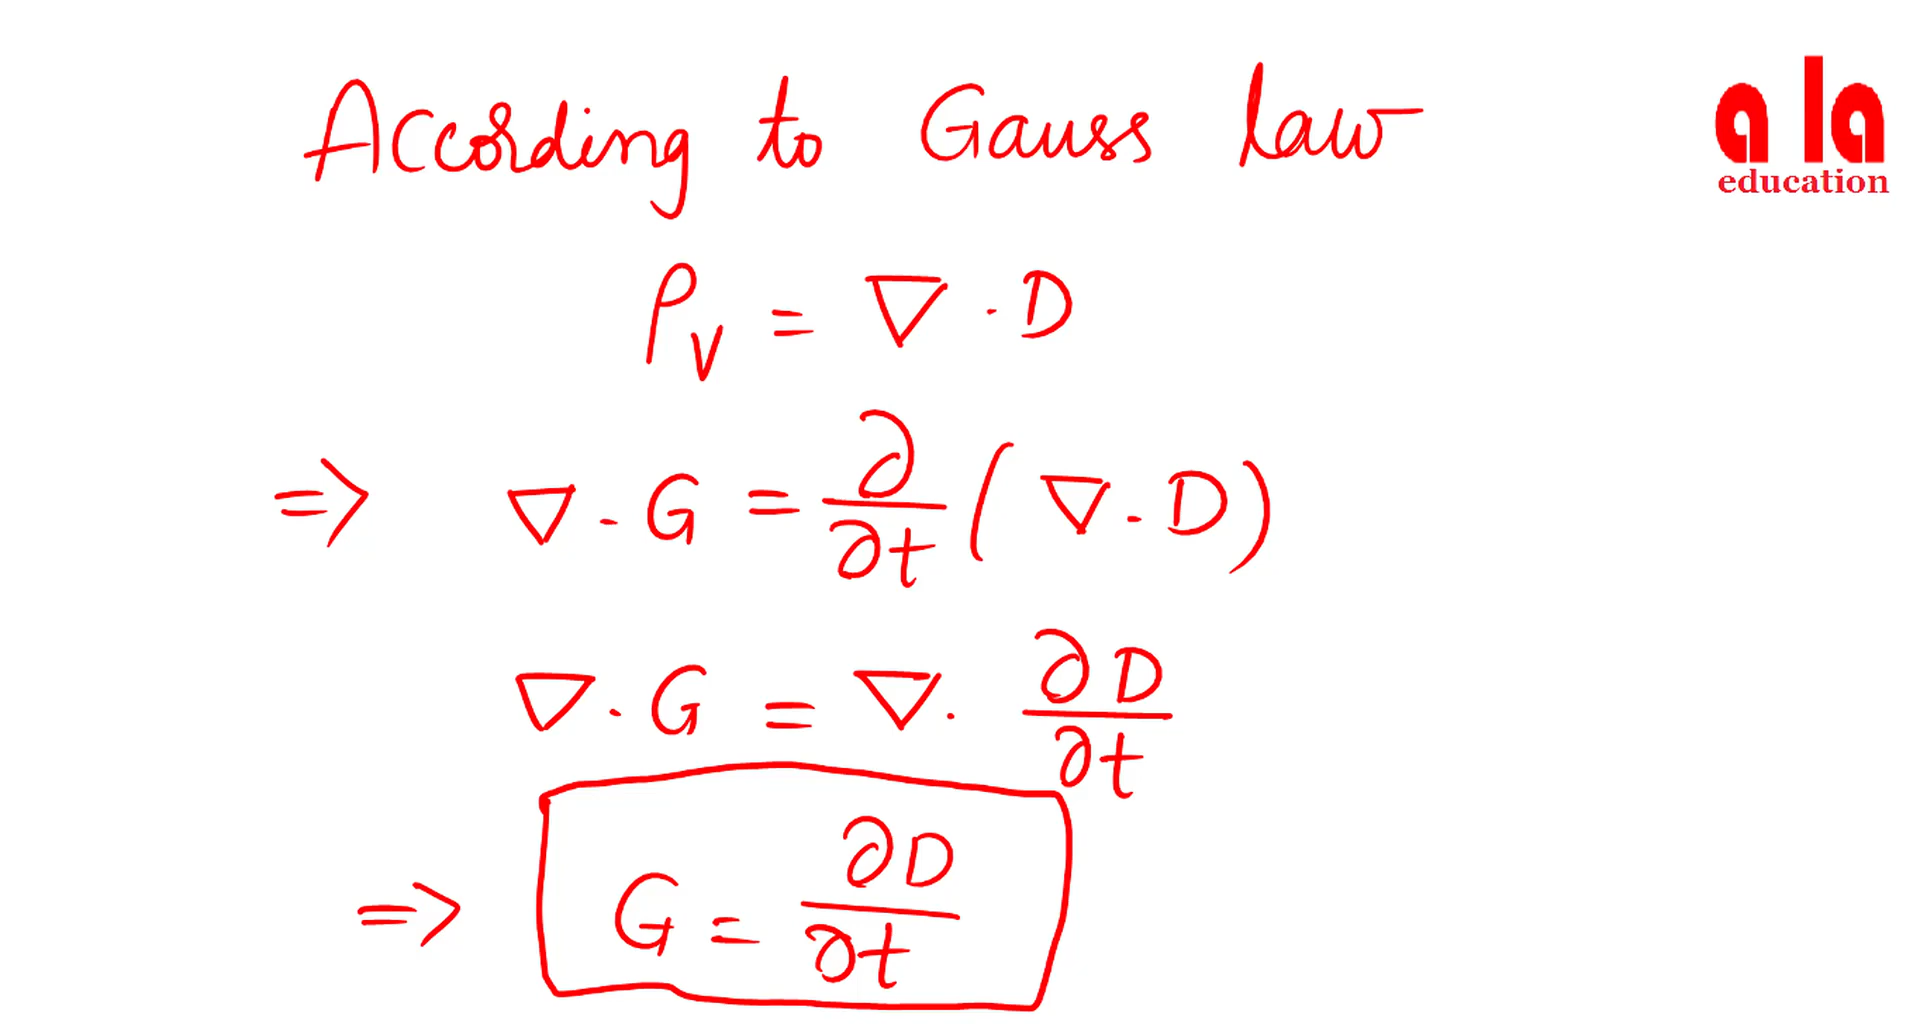 According to Gauss law
a la
education
ρv = ∇ · D
=> ∇ · G = ∂/∂t ( ∇ · D )
∇ · G = ∇ · ∂D/∂t
=> G = ∂D/∂t